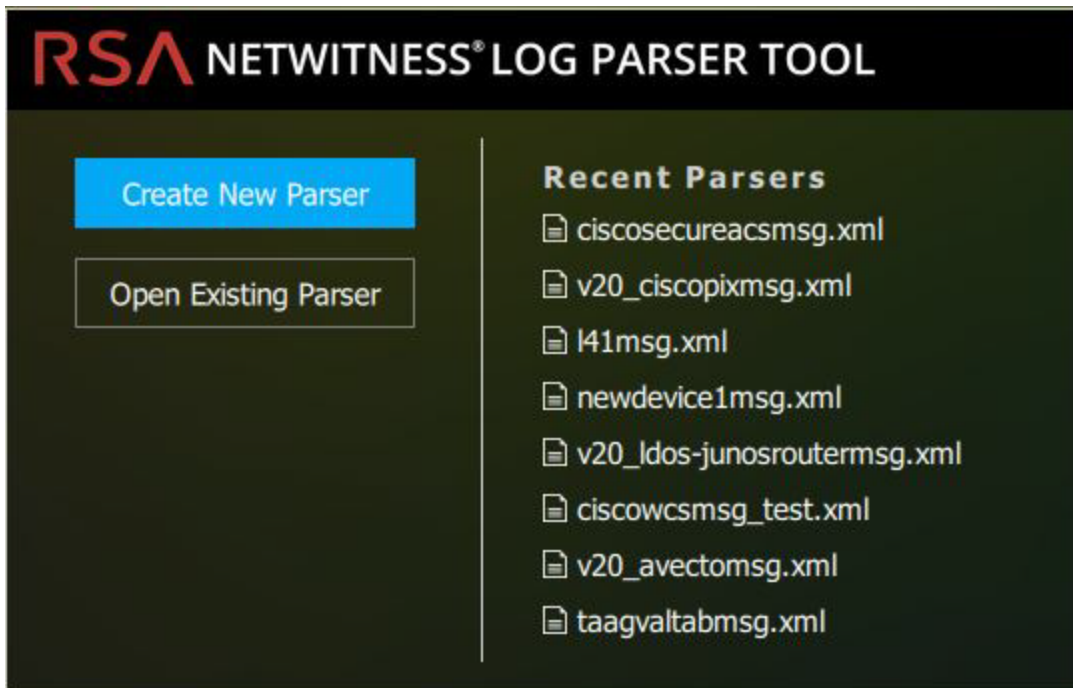 RSA NETWITNESS® LOG PARSER TOOL
Create New Parser
Open Existing Parser
Recent Parsers
ciscosecureacsmsg.xml
v20_ciscopixmsg.xml
l41msg.xml
newdevice1msg.xml
v20_ldos-junosroutermsg.xml
ciscowcsmsg_test.xml
v20_avectomsg.xml
taagvaltabmsg.xml